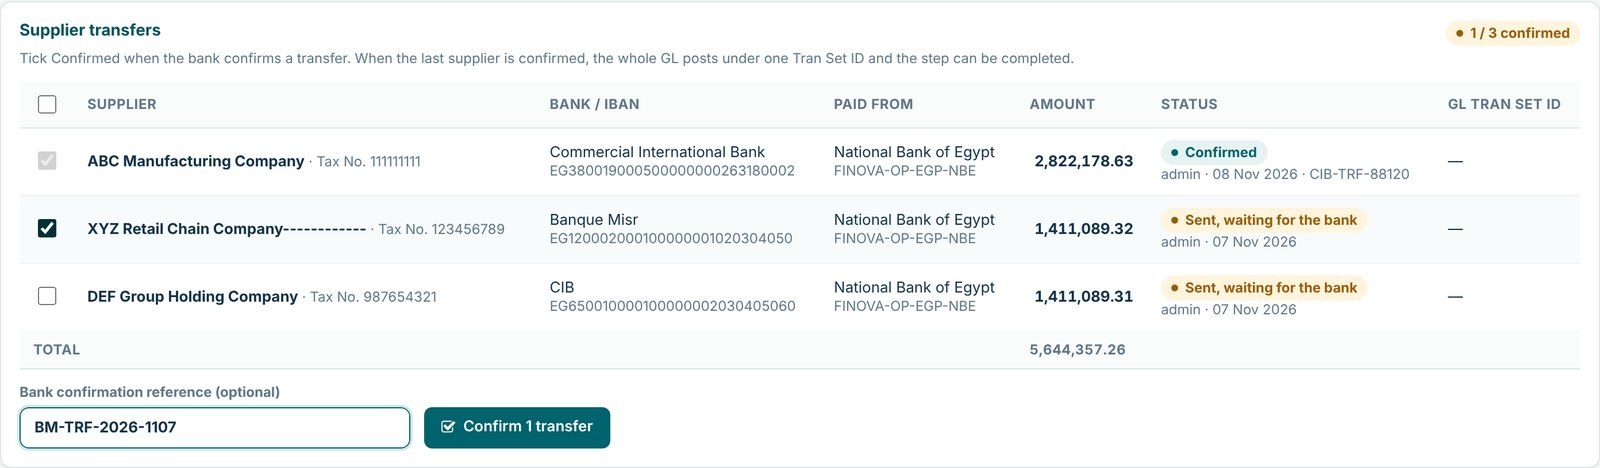 Supplier transfers
1 / 3 confirmed
Tick Confirmed when the bank confirms a transfer. When the last supplier is confirmed, the whole GL posts under one Tran Set ID and the step can be completed.
SUPPLIER BANK / IBAN PAID FROM AMOUNT STATUS GL TRAN SET ID
ABC Manufacturing Company · Tax No. 111111111 Commercial International Bank National Bank of Egypt 2,822,178.63 Confirmed —
EG380019000500000000263180002 FINOVA-OP-EGP-NBE admin · 08 Nov 2026 · CIB-TRF-88120
XYZ Retail Chain Company------------ · Tax No. 123456789 Banque Misr National Bank of Egypt 1,411,089.32 Sent, waiting for the bank —
EG120002000100000001020304050 FINOVA-OP-EGP-NBE admin · 07 Nov 2026
DEF Group Holding Company · Tax No. 987654321 CIB National Bank of Egypt 1,411,089.31 Sent, waiting for the bank —
EG650010000100000002030405060 FINOVA-OP-EGP-NBE admin · 07 Nov 2026
TOTAL 5,644,357.26
Bank confirmation reference (optional)
BM-TRF-2026-1107 Confirm 1 transfer